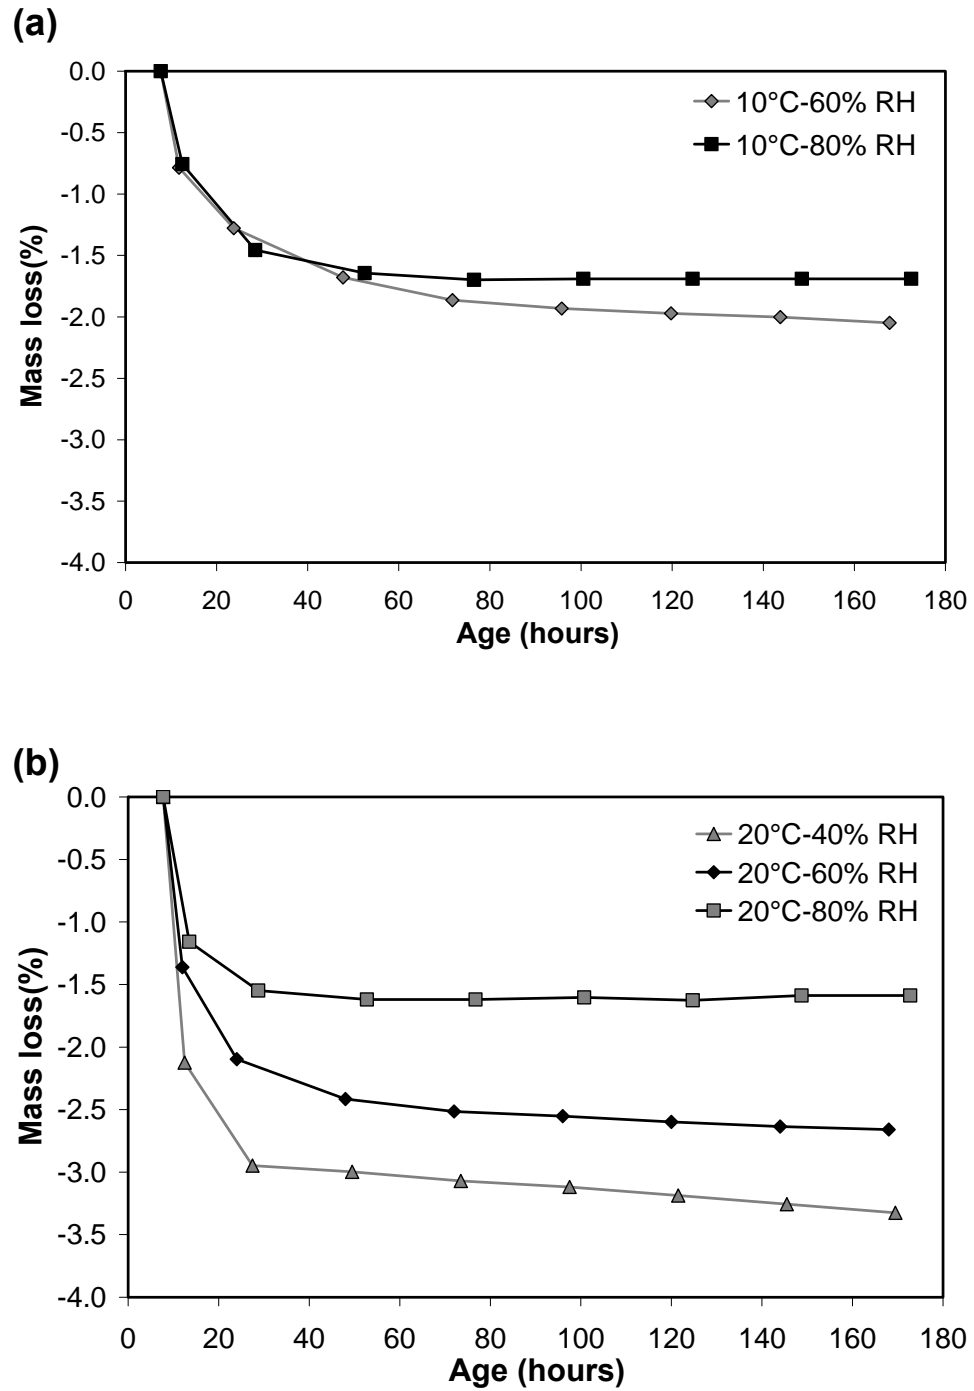 (a)
0.0
-0.5
-1.0
-1.5
-2.0
-2.5
-3.0
-3.5
-4.0
Mass loss(%)
10°C-60% RH
10°C-80% RH
0 20 40 60 80 100 120 140 160 180
Age (hours)
(b)
0.0
-0.5
-1.0
-1.5
-2.0
-2.5
-3.0
-3.5
-4.0
Mass loss(%)
20°C-40% RH
20°C-60% RH
20°C-80% RH
0 20 40 60 80 100 120 140 160 180
Age (hours)